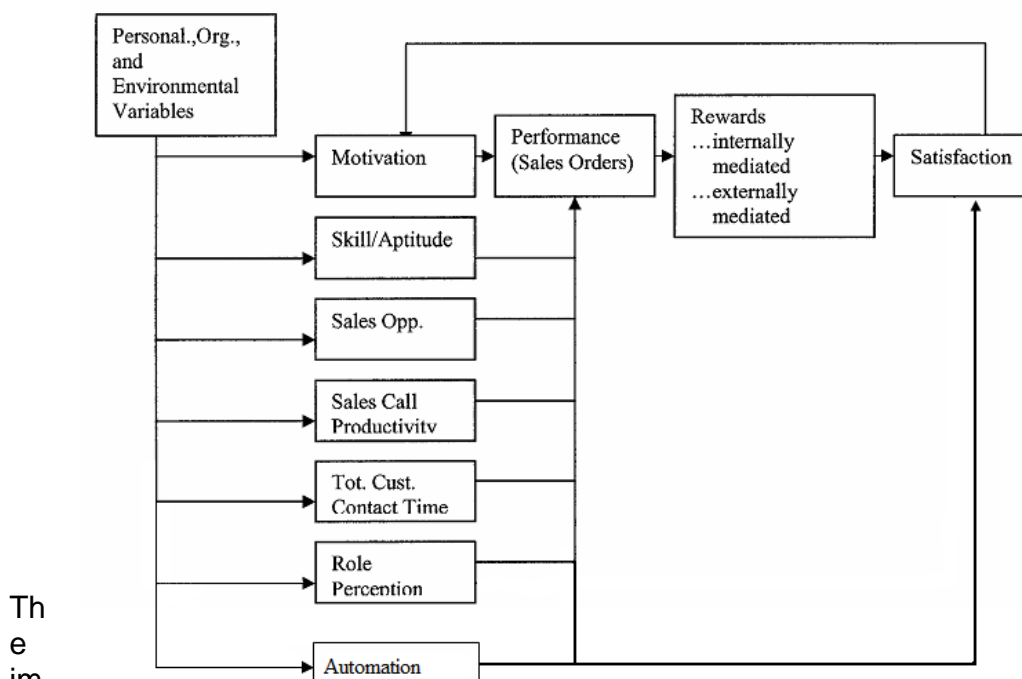 Personal.,Org.,
and
Environmental
Variables
Motivation
Performance
(Sales Orders)
Rewards
…internally
mediated
…externally
mediated
Satisfaction
Skill/Aptitude
Sales Opp.
Sales Call
Productivity
Tot. Cust.
Contact Time
Role
Perception
Automation
Th
e
im